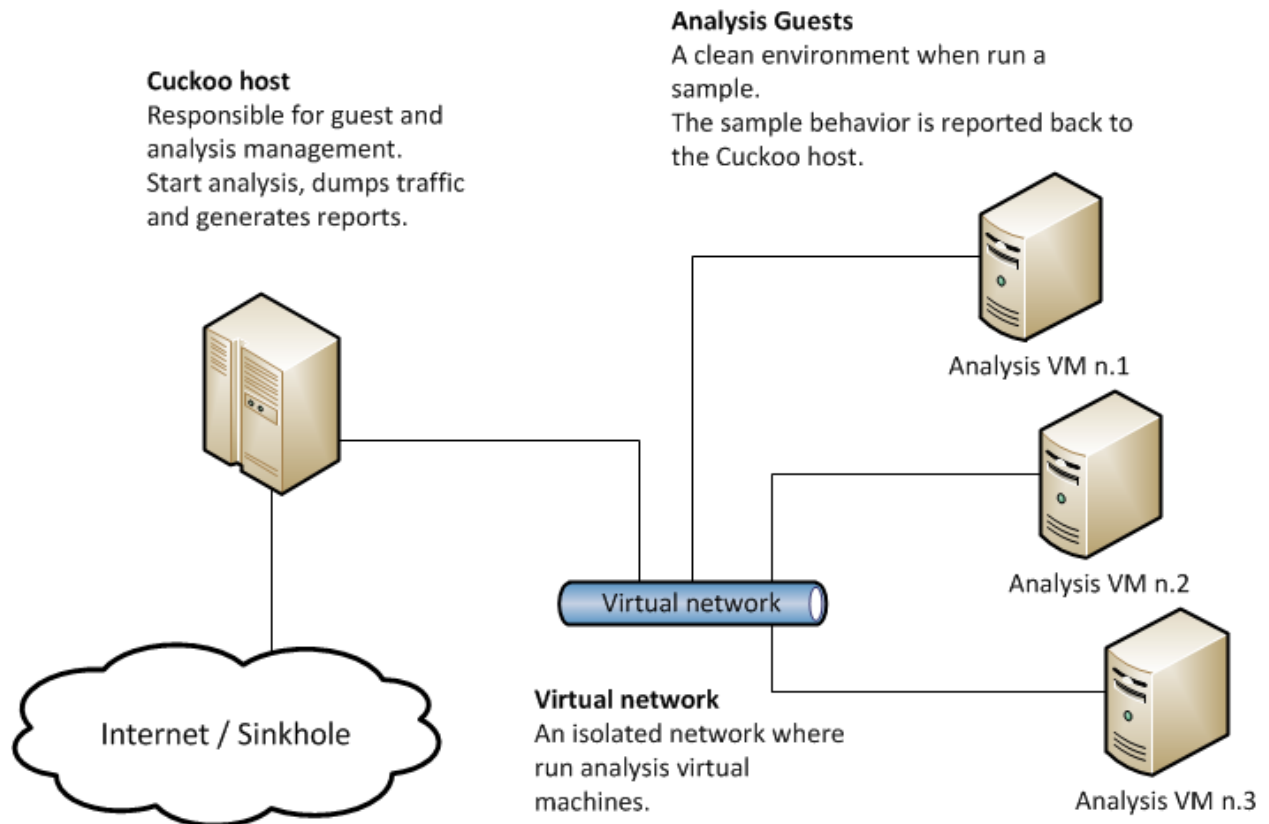 Cuckoo host
Responsible for guest and
analysis management.
Start analysis, dumps traffic
and generates reports.
Analysis Guests
A clean environment when run a
sample.
The sample behavior is reported back to
the Cuckoo host.
Analysis VM n.1
Analysis VM n.2
Virtual network
Analysis VM n.3
Internet / Sinkhole
Virtual network
An isolated network where
run analysis virtual
machines.